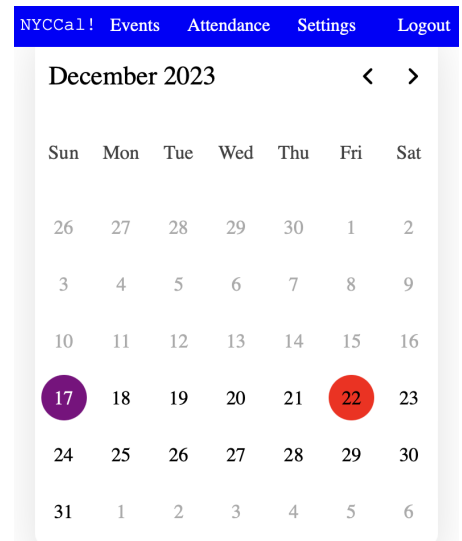 NYCCal! Events Attendance Settings Logout
December 2023 < >
Sun Mon Tue Wed Thu Fri Sat
26 27 28 29 30 1 2
3 4 5 6 7 8 9
10 11 12 13 14 15 16
17 18 19 20 21 22 23
24 25 26 27 28 29 30
31 1 2 3 4 5 6